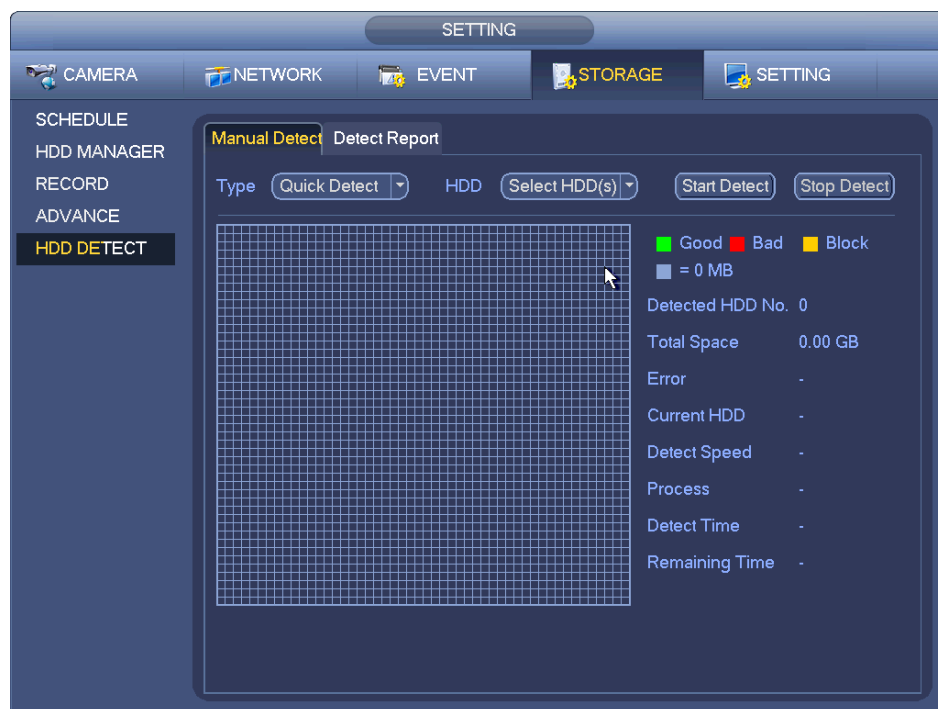 SETTING
CAMERA NETWORK EVENT STORAGE SETTING
SCHEDULE
HDD MANAGER
RECORD
ADVANCE
HDD DETECT
Manual Detect Detect Report
Type Quick Detect HDD Select HDD(s) Start Detect Stop Detect
Good Bad Block
= 0 MB
Detected HDD No. 0
Total Space 0.00 GB
Error -
Current HDD -
Detect Speed -
Process -
Detect Time -
Remaining Time -